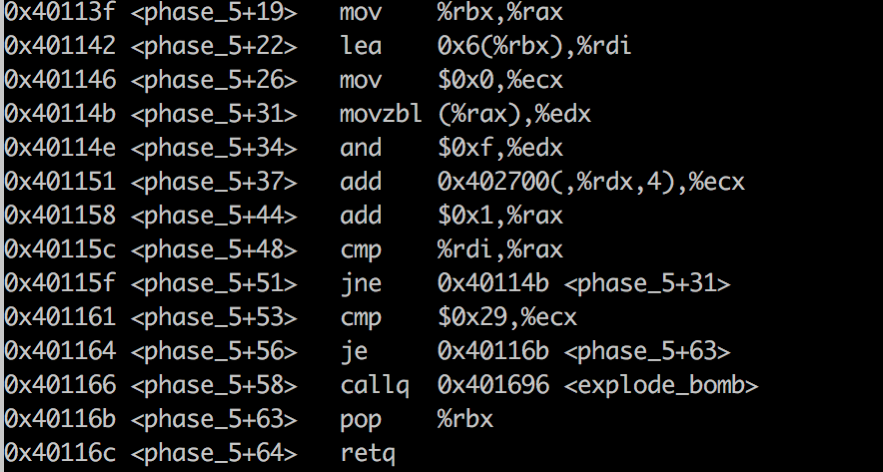 0x40113f <phase_5+19> mov %rbx,%rax
0x401142 <phase_5+22> lea 0x6(%rbx),%rdi
0x401146 <phase_5+26> mov $0x0,%ecx
0x40114b <phase_5+31> movzbl (%rax),%edx
0x40114e <phase_5+34> and $0xf,%edx
0x401151 <phase_5+37> add 0x402700(,%rdx,4),%ecx
0x401158 <phase_5+44> add $0x1,%rax
0x40115c <phase_5+48> cmp %rdi,%rax
0x40115f <phase_5+51> jne 0x40114b <phase_5+31>
0x401161 <phase_5+53> cmp $0x29,%ecx
0x401164 <phase_5+56> je 0x40116b <phase_5+63>
0x401166 <phase_5+58> callq 0x401696 <explode_bomb>
0x40116b <phase_5+63> pop %rbx
0x40116c <phase_5+64> retq